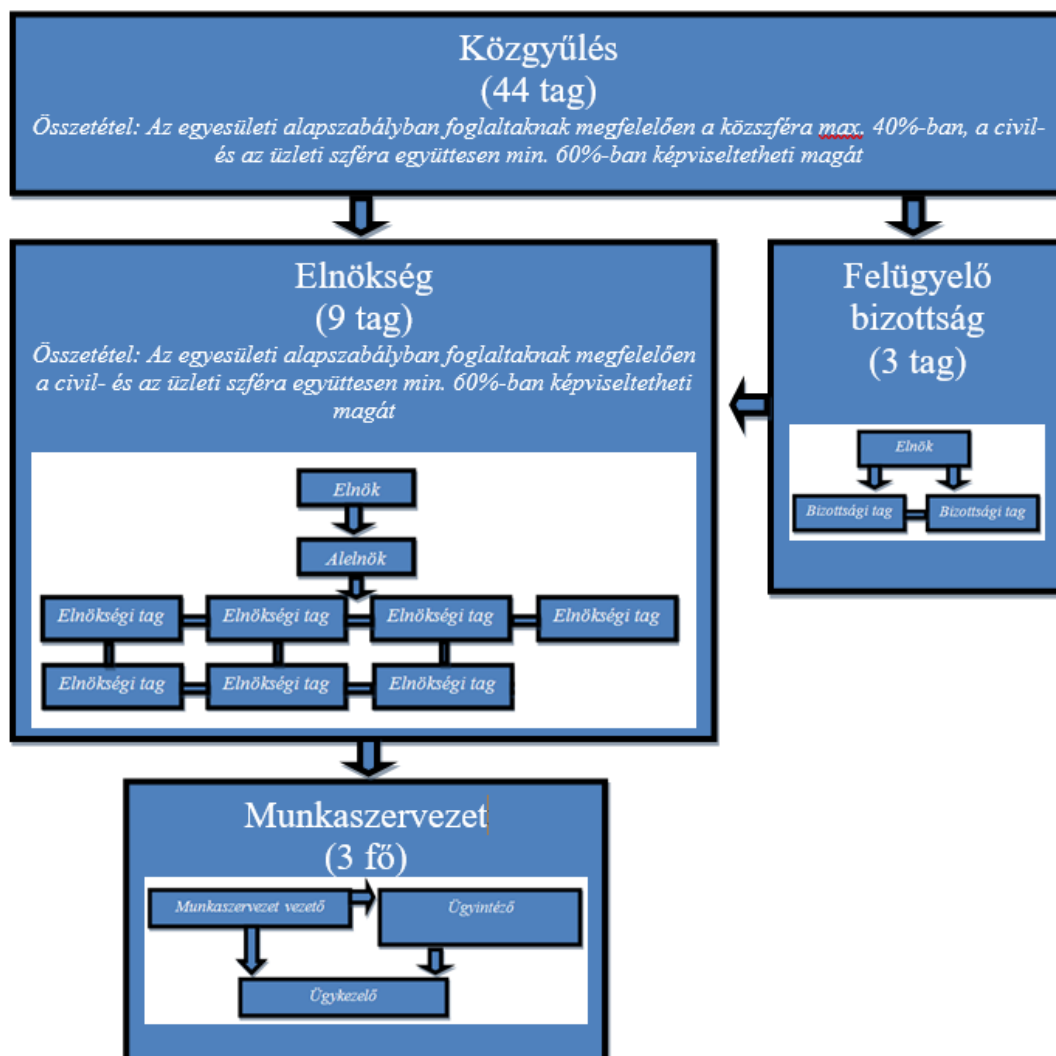 Közgyűlés
(44 tag)
Összetétel: Az egyesületi alapszabályban foglaltaknak megfelelően a közszféra max. 40%-ban, a civil-
és az üzleti szféra együttesen min. 60%-ban képviseltetheti magát
Elnökség
(9 tag)
Összetétel: Az egyesületi alapszabályban foglaltaknak megfelelően
a civil- és az üzleti szféra együttesen min. 60%-ban képviseltetheti
magát
Elnök
Alelnök
Elnökségi tag Elnökségi tag Elnökségi tag Elnökségi tag
Elnökségi tag Elnökségi tag Elnökségi tag
Felügyelő
bizottság
(3 tag)
Elnök
Bizottsági tag Bizottsági tag
Munkaszervezet
(3 fő)
Munkaszervezet vezető Ügyintéző
Ügykezelő